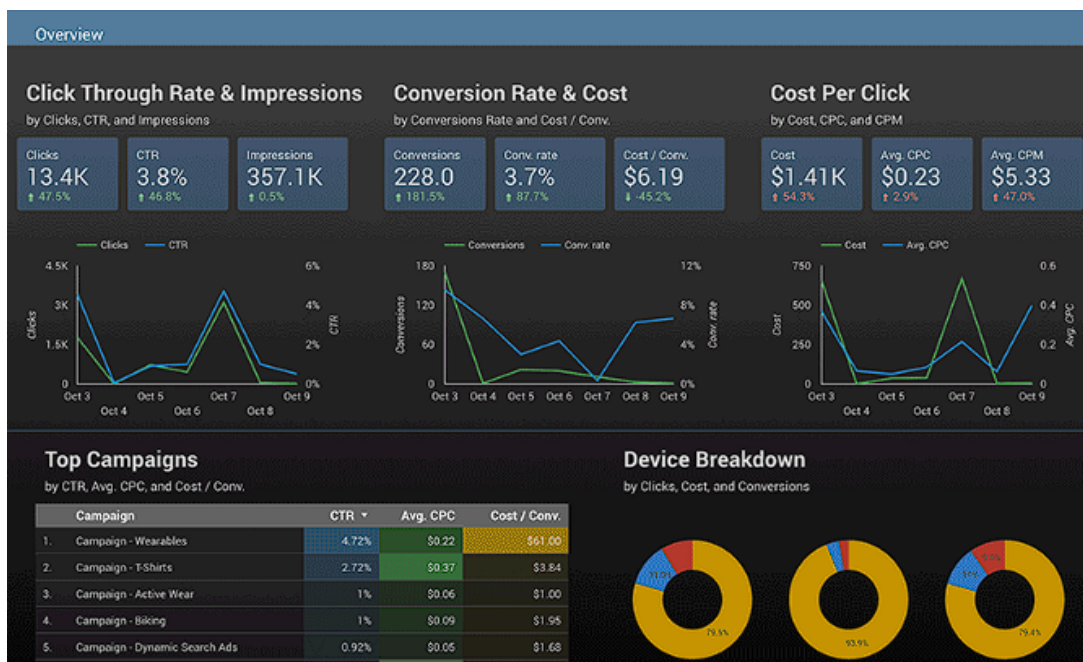 Overview
Click Through Rate & Impressions
by Clicks, CTR, and Impressions
Clicks
13.4K
47.5%
CTR
3.8%
46.8%
Impressions
357.1K
0.5%
Clicks CTR
4.5K
3K
1.5K
0
Clicks
6%
4%
2%
0%
CTR
Oct 3 Oct 5 Oct 7 Oct 9
Oct 4 Oct 6 Oct 8
Conversion Rate & Cost
by Conversions Rate and Cost / Conv.
Conversions
228.0
181.5%
Conv. rate
3.7%
87.7%
Cost / Conv.
$6.19
-45.2%
Conversions Conv. rate
180
120
60
0
Conversions
12%
8%
4%
0%
Conv. rate
Oct 3 Oct 4 Oct 5 Oct 6 Oct 7 Oct 8 Oct 9
Cost Per Click
by Cost, CPC, and CPM
Cost
$1.41K
54.3%
Avg. CPC
$0.23
2.9%
Avg. CPM
$5.33
47.0%
Cost Avg. CPC
750
500
250
0
Cost
0.6
0.4
0.2
0
Avg. CPC
Oct 3 Oct 5 Oct 7 Oct 9
Oct 4 Oct 6 Oct 8
Top Campaigns
by CTR, Avg. CPC, and Cost / Conv.
Campaign CTR Avg. CPC Cost / Conv.
1. Campaign - Wearables 4.72% $0.22 $61.00
2. Campaign - T-Shirts 2.72% $0.37 $3.84
3. Campaign - Active Wear 1% $0.06 $1.00
4. Campaign - Biking 1% $0.09 $1.95
5. Campaign - Dynamic Search Ads 0.92% $0.05 $1.68
Device Breakdown
by Clicks, Cost, and Conversions
93.9%
79.4%